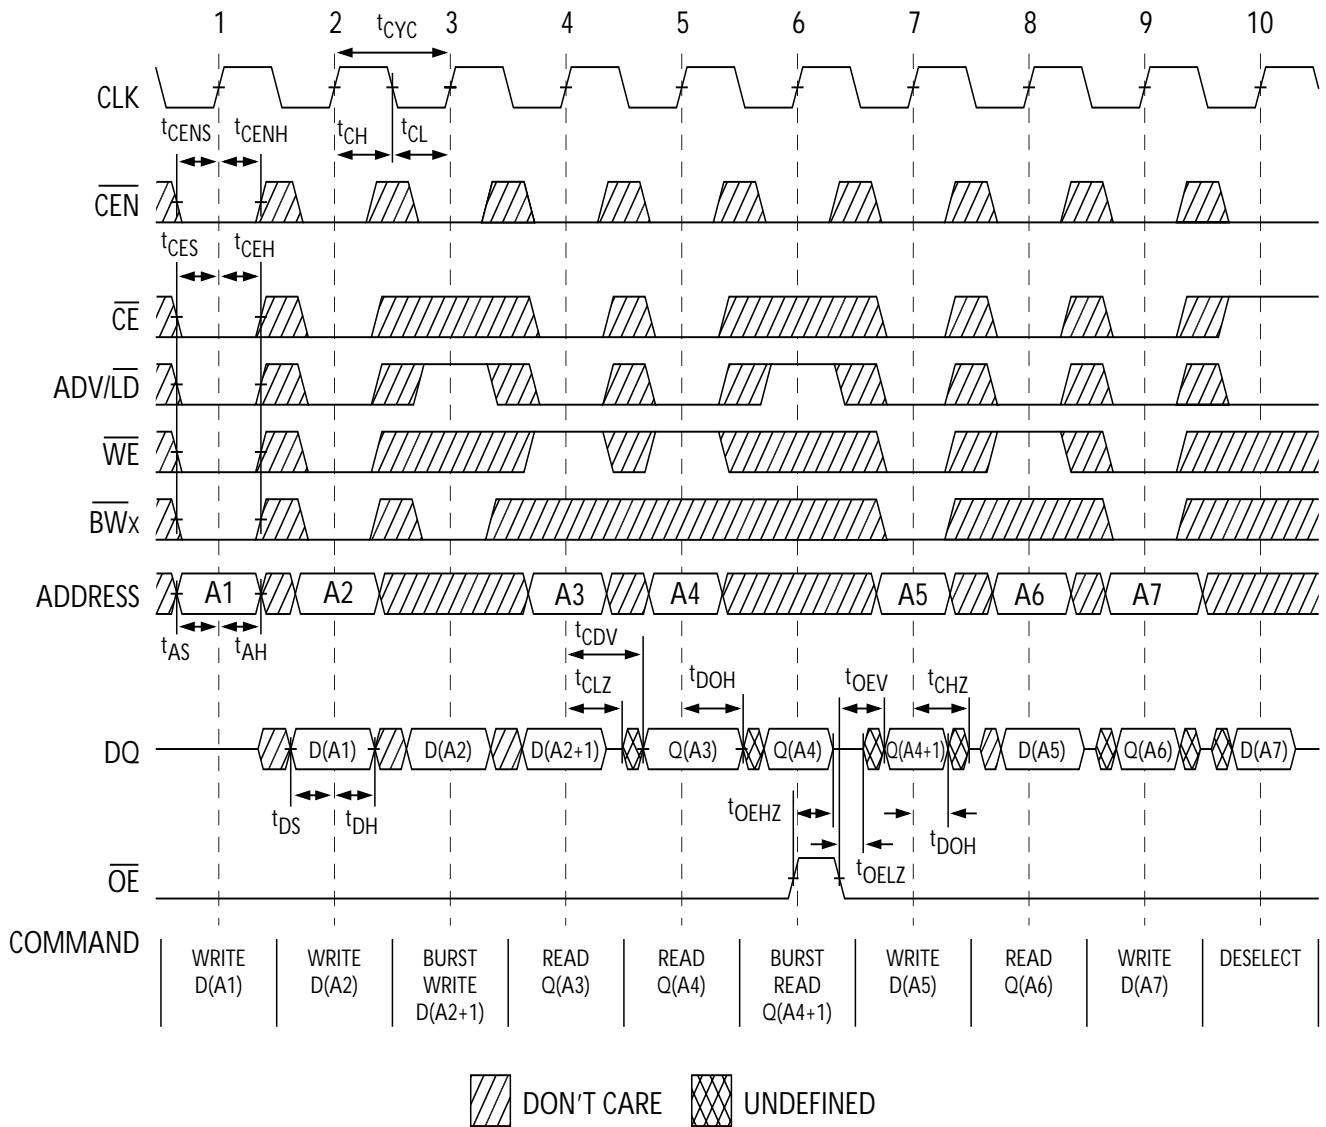 1 2 3 4 5 6 7 8 9 10
tCYC
CLK
tCENS tCENH tCH tCL
CEN
tCES tCEH
CE
ADV/LD
WE
BWx
ADDRESS A1 A2 A3 A4 A5 A6 A7
tAS tAH tCDV
tCLZ tDOH tOEV tCHZ
DQ D(A1) D(A2) D(A2+1) Q(A3) Q(A4) Q(A4+1) D(A5) Q(A6) D(A7)
tDS tDH tOEHZ tDOH
tOELZ
OE
COMMAND
WRITE WRITE BURST READ READ BURST WRITE READ WRITE DESELECT
D(A1) D(A2) WRITE Q(A3) Q(A4) READ D(A5) Q(A6) D(A7)
D(A2+1) Q(A4+1)
DON'T CARE UNDEFINED